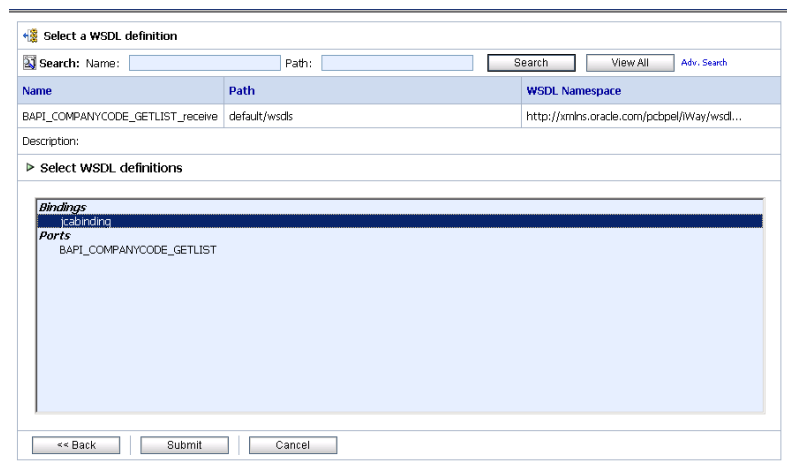 Select a WSDL definition
Search: Name: Path: Search View All Adv. Search
Name Path WSDL Namespace
BAPI_COMPANYCODE_GETLIST_receive default/wsdls http://xmlns.oracle.com/pcbpel/iWay/wsdl...
Description:
Select WSDL definitions
Bindings
jcabinding
Ports
BAPI_COMPANYCODE_GETLIST
<< Back Submit Cancel